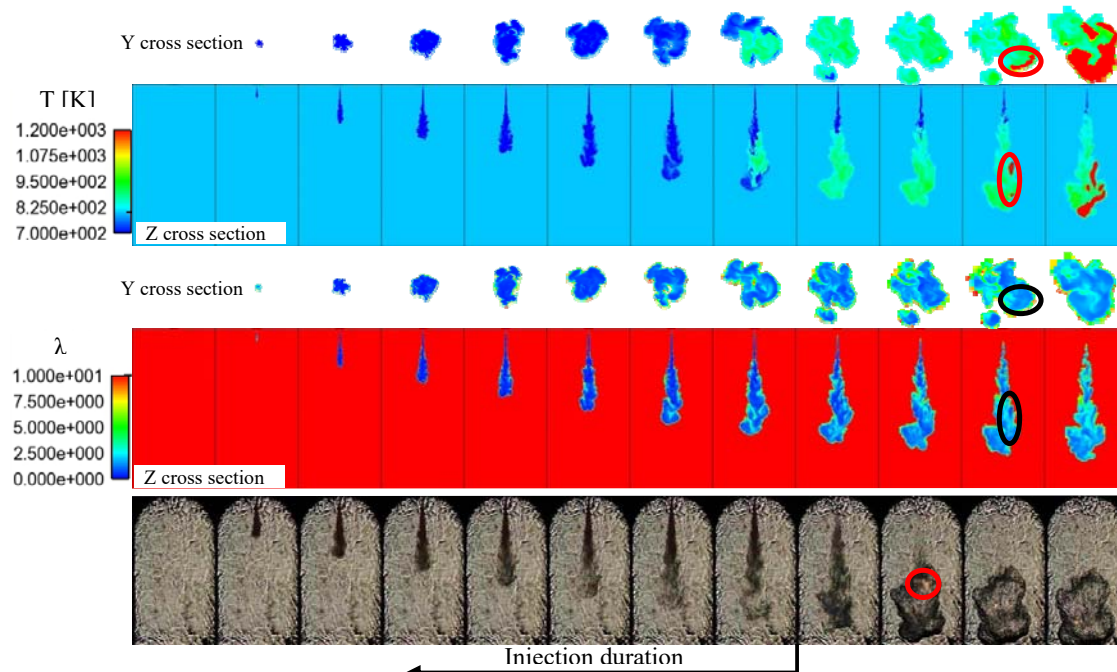 Y cross section
T [K]
1.200e+003
1.075e+003
9.500e+002
8.250e+002
7.000e+002
Z cross section
Y cross section
λ
1.000e+001
7.500e+000
5.000e+000
2.500e+000
0.000e+000
Z cross section
Injection duration